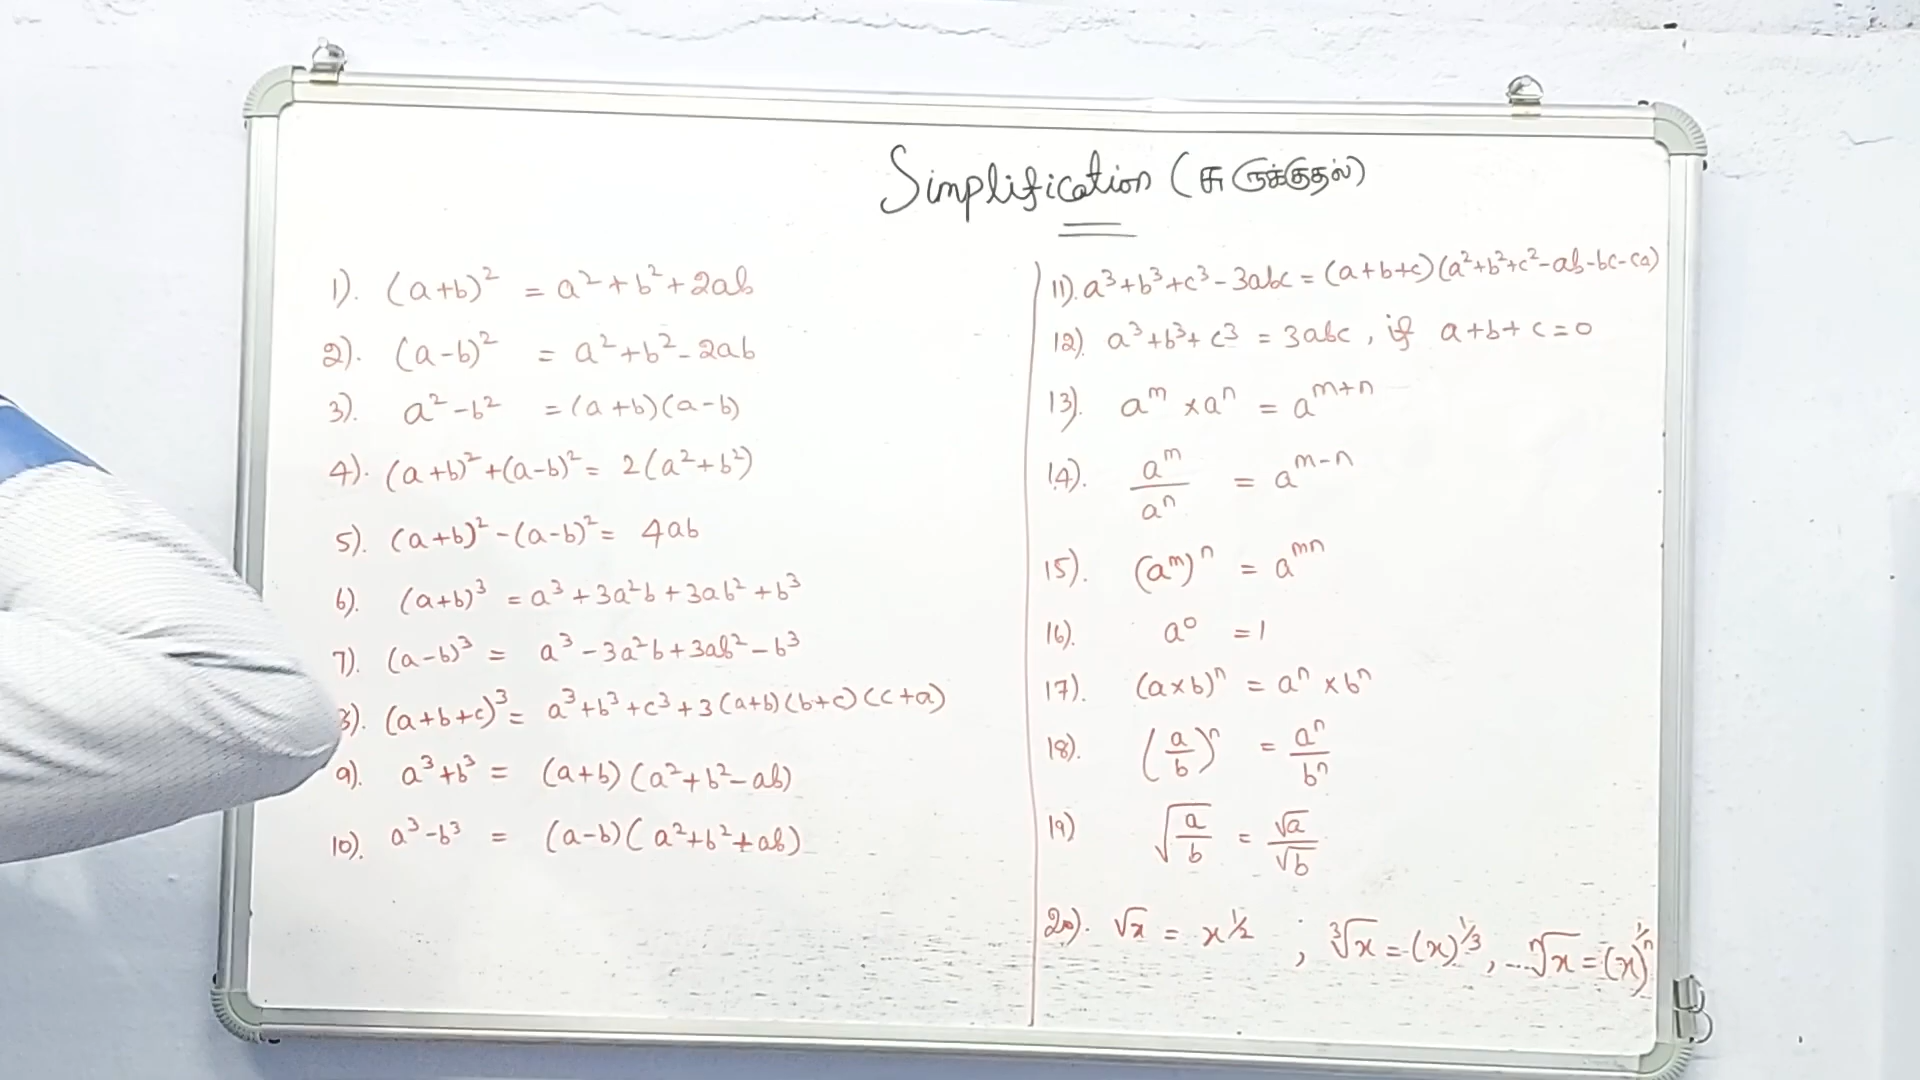 Simplification (சுருக்குதல்)
1). (a+b)² = a²+b²+2ab
2). (a-b)² = a²+b²-2ab
3). a²-b² = (a+b)(a-b)
4). (a+b)²+(a-b)² = 2(a²+b²)
5). (a+b)²-(a-b)² = 4ab
6). (a+b)³ = a³+3a²b+3ab²+b³
7). (a-b)³ = a³-3a²b+3ab²-b³
8). (a+b+c)³ = a³+b³+c³+3(a+b)(b+c)(c+a)
9). a³+b³ = (a+b)(a²+b²-ab)
10). a³-b³ = (a-b)(a²+b²+ab)
11). a³+b³+c³-3abc = (a+b+c)(a²+b²+c²-ab-bc-ca)
12) a³+b³+c³ = 3abc, if a+b+c=0
13). aᵐ × aⁿ = aᵐ⁺ⁿ
14). aᵐ/aⁿ = aᵐ⁻ⁿ
15). (aᵐ)ⁿ = aᵐⁿ
16). a⁰ = 1
17). (a×b)ⁿ = aⁿ × bⁿ
18). (a/b)ⁿ = aⁿ/bⁿ
19) √(a/b) = √a/√b
20). √x = x^½ ; ³√x = (x)^⅓, ...ⁿ√x = (x)^1/n